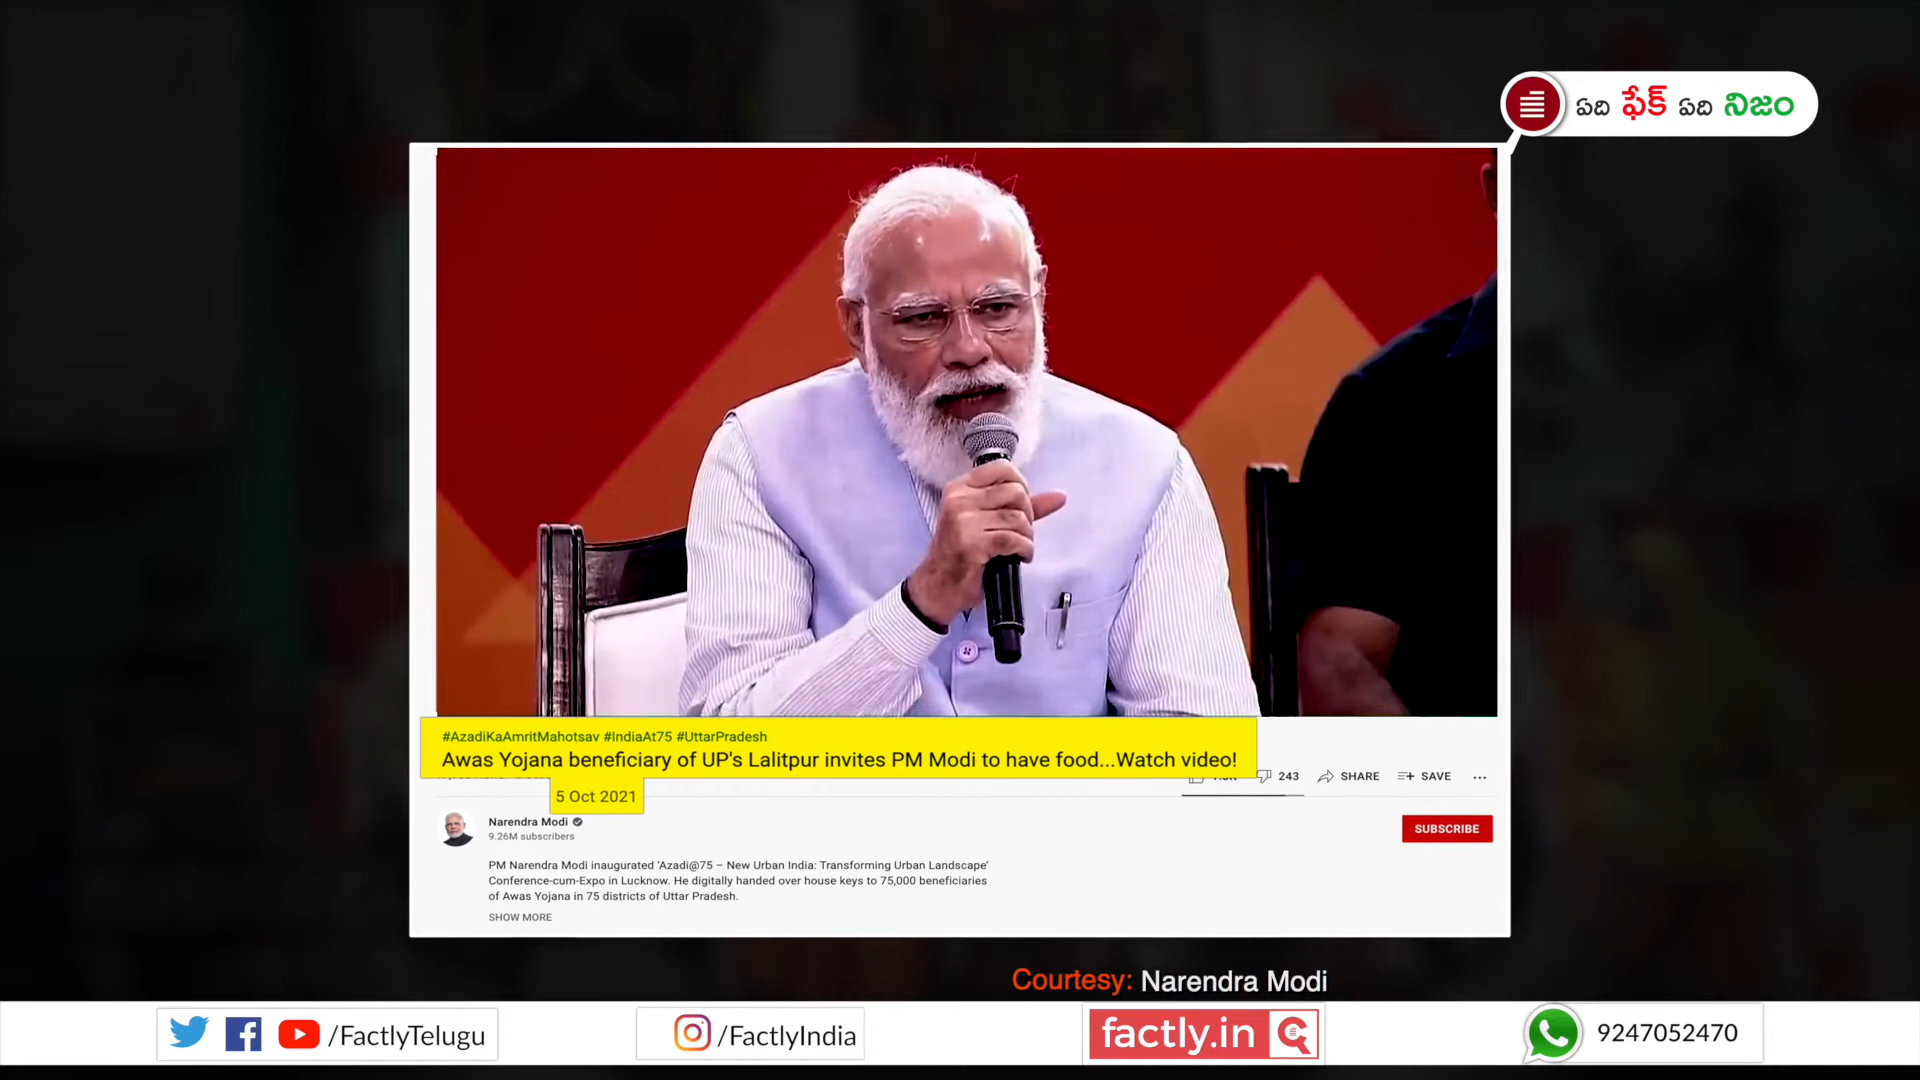 ఏది ఫేక్ ఏది నిజం
#AzadiKaAmritMahotsav #IndiaAt75 #UttarPradesh
Awas Yojana beneficiary of UP's Lalitpur invites PM Modi to have food...Watch video!
5 Oct 2021
243 SHARE SAVE ...
Narendra Modi
9.26M subscribers
SUBSCRIBE
PM Narendra Modi inaugurated 'Azadi@75 – New Urban India: Transforming Urban Landscape'
Conference-cum-Expo in Lucknow. He digitally handed over house keys to 75,000 beneficiaries
of Awas Yojana in 75 districts of Uttar Pradesh.
SHOW MORE
Courtesy: Narendra Modi
/FactlyTelugu /FactlyIndia factly.in 9247052470